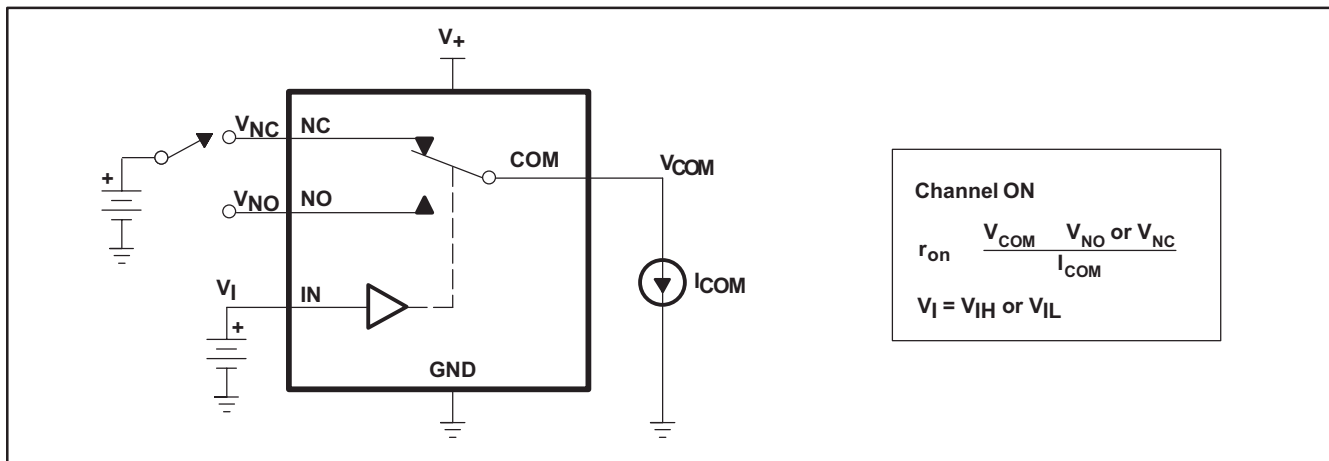 V+
VNC NC
COM VCOM
+
VNO NO
VI IN
+
ICOM
GND
Channel ON
ron VCOM VNO or VNC
ICOM
VI = VIH or VIL